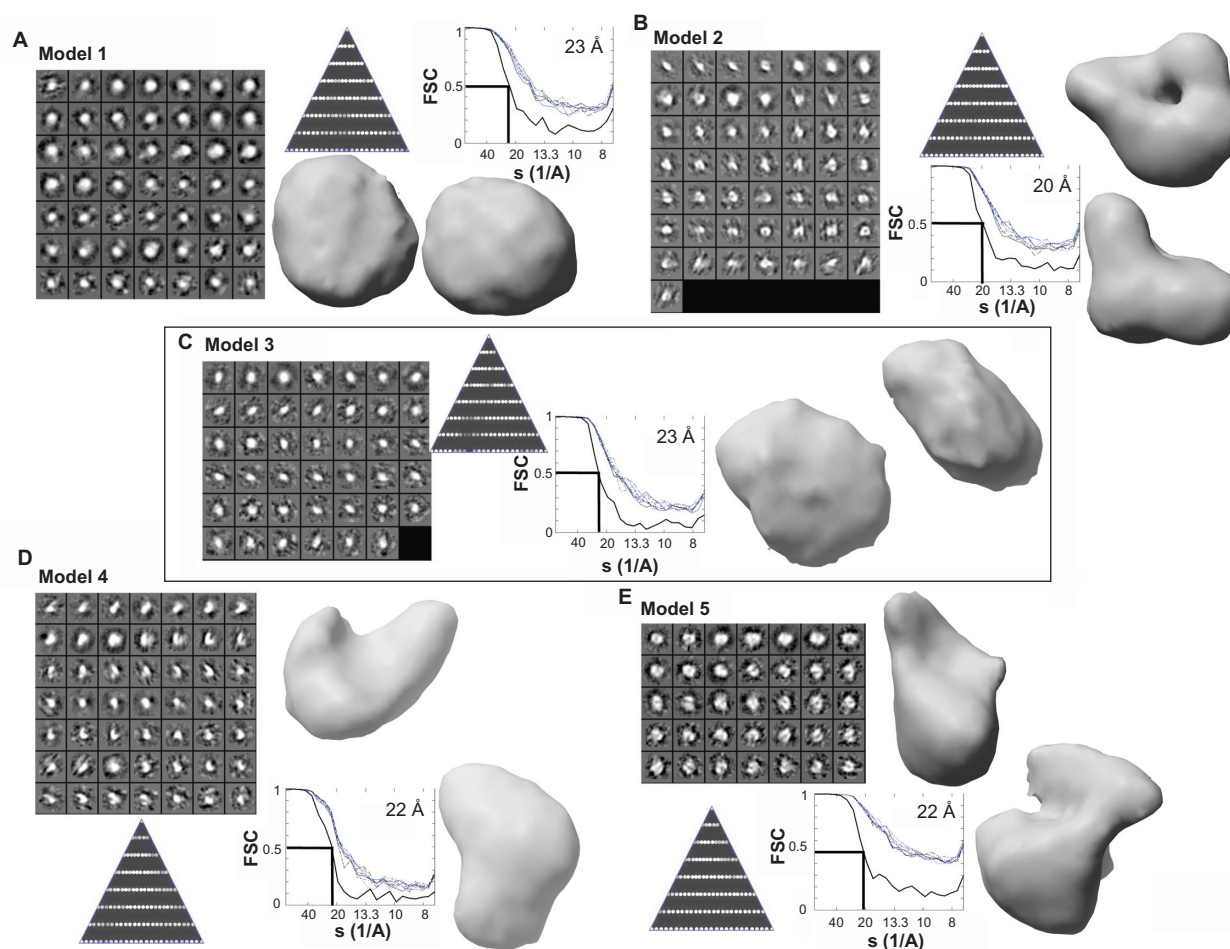 A
Model 1
1
0.5
0
FSC
23 Å
40 20 13.3 10 8
s (1/A)
B
Model 2
1
0.5
0
FSC
20 Å
40 20 13.3 10 8
s (1/A)
C
Model 3
1
0.5
0
FSC
23 Å
40 20 13.3 10 8
s (1/A)
D
Model 4
1
0.5
0
FSC
22 Å
40 20 13.3 10 8
s (1/A)
E
Model 5
1
0.5
0
FSC
22 Å
40 20 13.3 10 8
s (1/A)